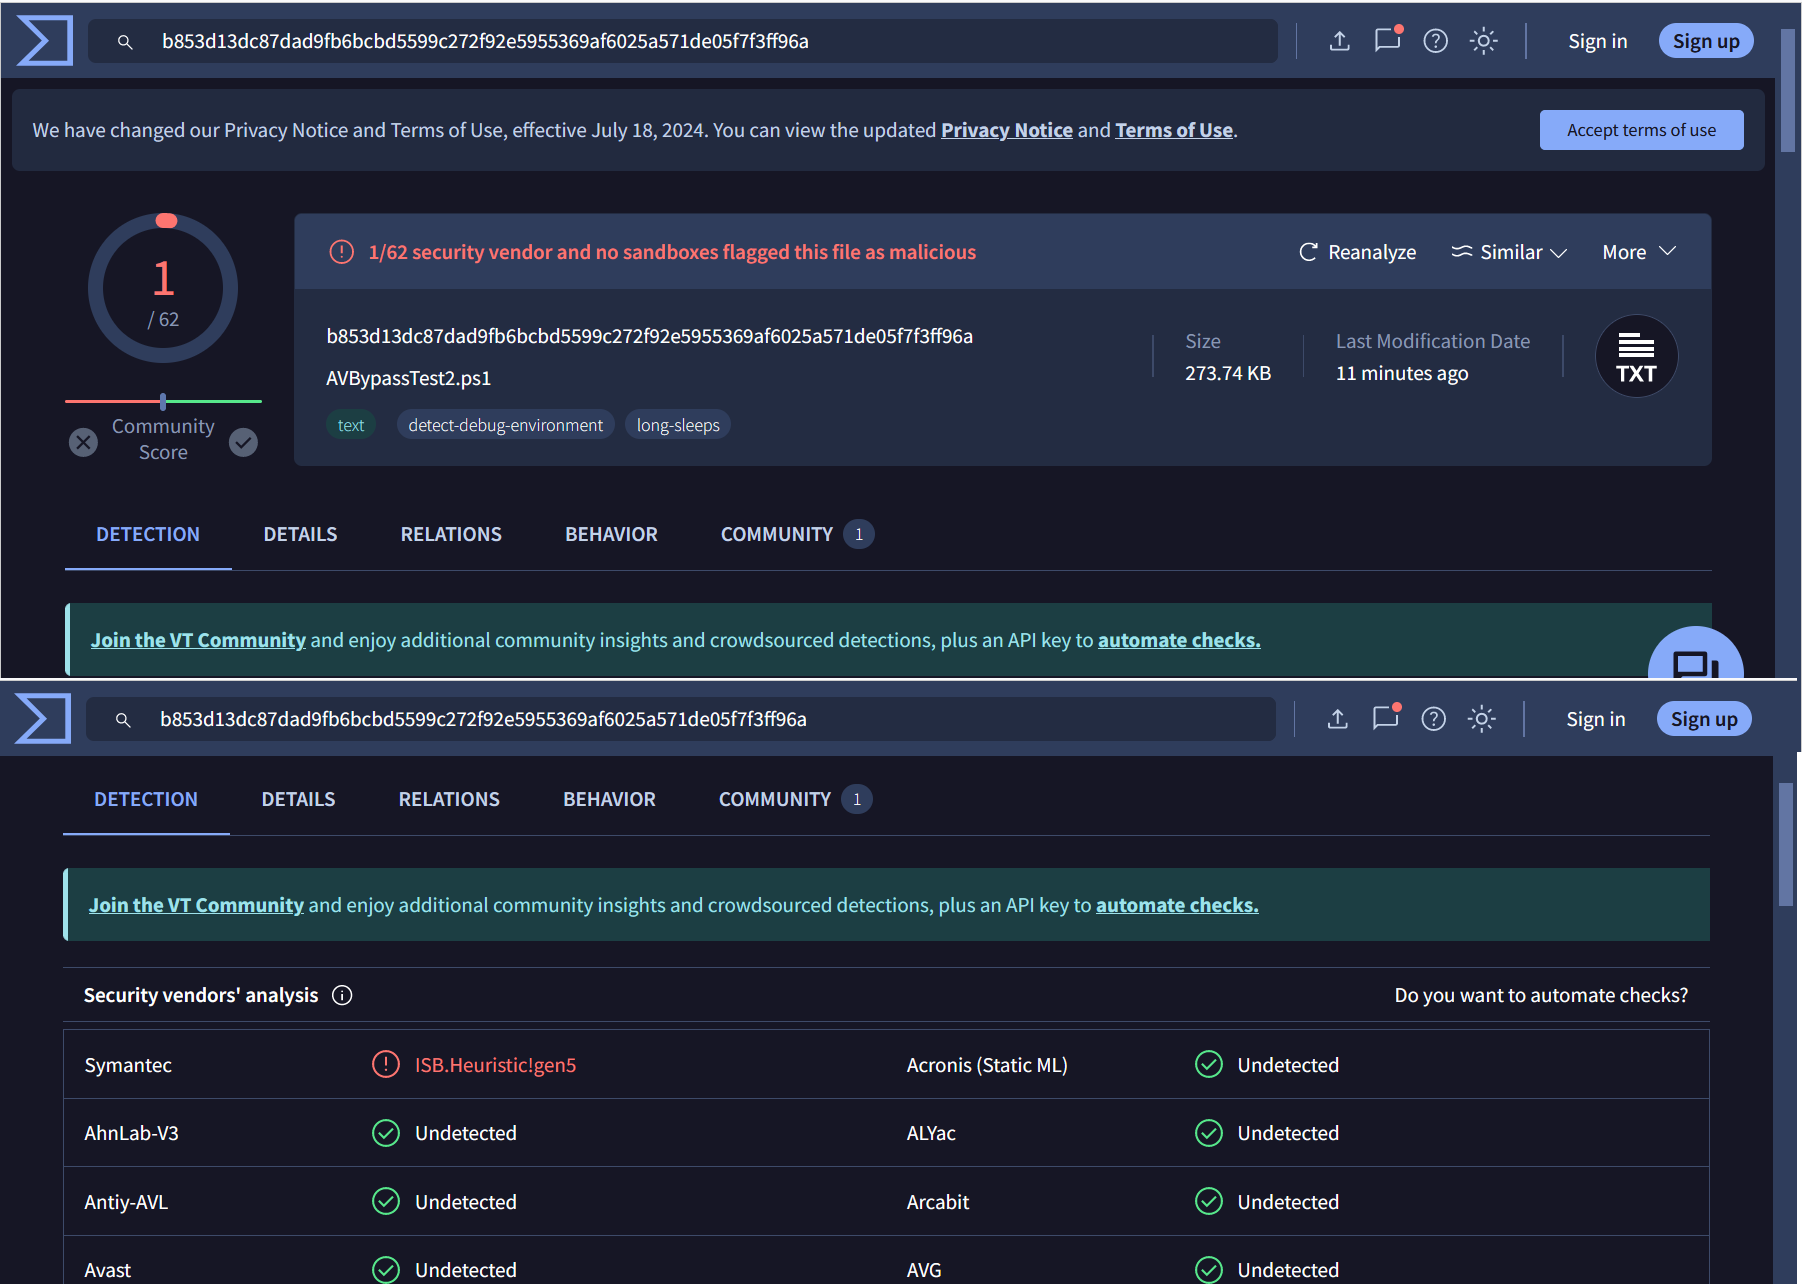 b853d13dc87dad9fb6bcbd5599c272f92e5955369af6025a571de05f7f3ff96a
Sign in
Sign up
We have changed our Privacy Notice and Terms of Use, effective July 18, 2024. You can view the updated Privacy Notice and Terms of Use.
Accept terms of use
1
/ 62
Community
Score
1/62 security vendor and no sandboxes flagged this file as malicious
Reanalyze
Similar
More
b853d13dc87dad9fb6bcbd5599c272f92e5955369af6025a571de05f7f3ff96a
AVBypassTest2.ps1
text
detect-debug-environment
long-sleeps
Size
273.74 KB
Last Modification Date
11 minutes ago
TXT
DETECTION DETAILS RELATIONS BEHAVIOR COMMUNITY 1
Join the VT Community and enjoy additional community insights and crowdsourced detections, plus an API key to automate checks.
b853d13dc87dad9fb6bcbd5599c272f92e5955369af6025a571de05f7f3ff96a
Sign in
Sign up
DETECTION DETAILS RELATIONS BEHAVIOR COMMUNITY 1
Join the VT Community and enjoy additional community insights and crowdsourced detections, plus an API key to automate checks.
Security vendors' analysis
Do you want to automate checks?
Symantec ISB.Heuristic!gen5 Acronis (Static ML) Undetected
AhnLab-V3 Undetected ALYac Undetected
Antiy-AVL Undetected Arcabit Undetected
Avast Undetected AVG Undetected